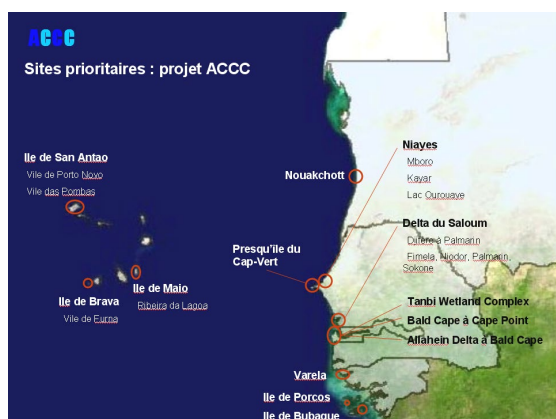 ACCC
Sites prioritaires : projet ACCC
Ile de San Antao
Vile de Porto Novo
Vile das Pombas
Ile de Brava
Vile de Furna
Ile de Maio
Ribeira da Lagoa
Nouakchott
Presqu'île du
Cap-Vert
Niayes
Mboro
Kayar
Lac Ourouaye
Delta du Saloum
Djifère à Palmarin
Fimela, Niodor, Palmarin,
Sokone
Tanbi Wetland Complex
Bald Cape à Cape Point
Allahein Delta à Bald Cape
Varela
Ile de Porcos
Ile de Bubaque